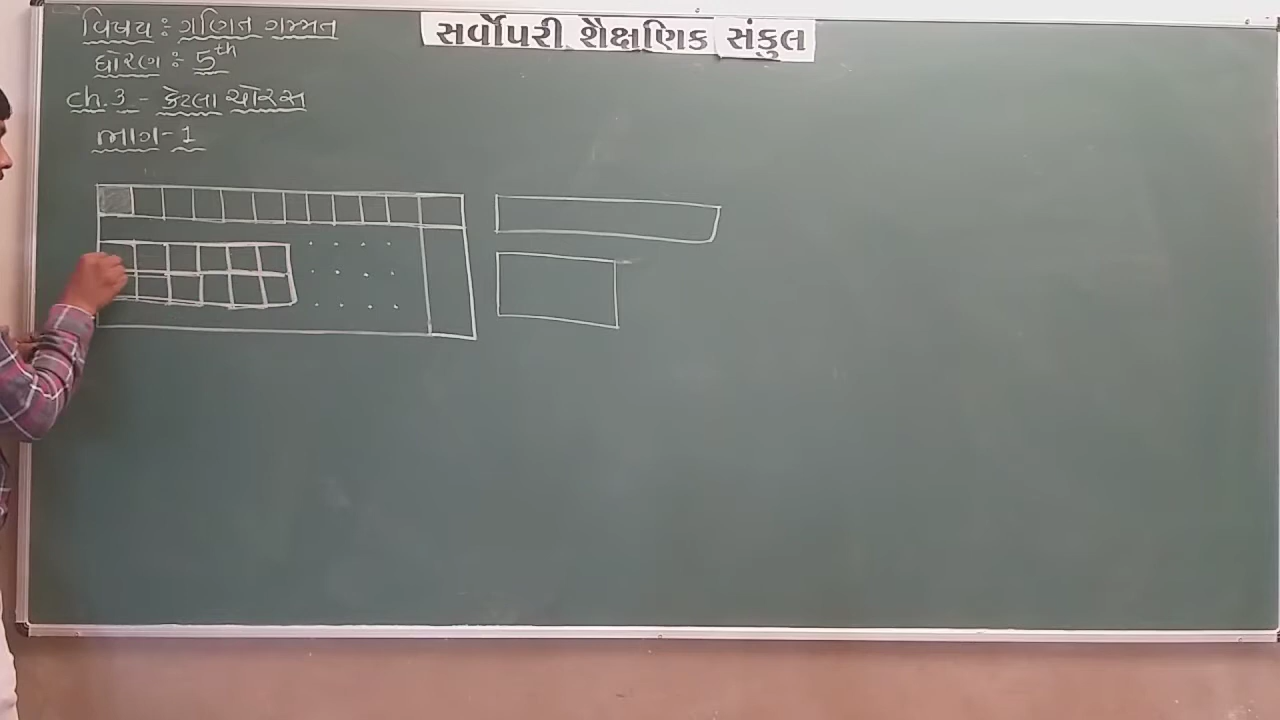 સર્વોપરી શૈક્ષણિક સંકુલ
વિષય : ગણિત ગમ્મત
ધોરણ : 5th
ch.3 - કેટલા ચોરસ
ભાગ-1